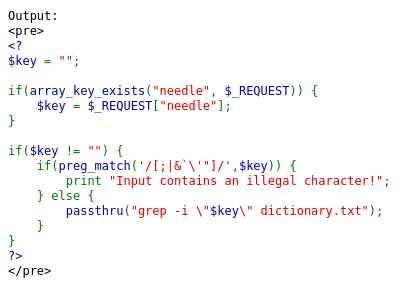 Output:
<pre>
<?
$key = "";

if(array_key_exists("needle", $_REQUEST)) {
    $key = $_REQUEST["needle"];
}

if($key != "") {
    if(preg_match('/[;|&`\'"]/',$key)) {
        print "Input contains an illegal character!";
    } else {
        passthru("grep -i \"$key\" dictionary.txt");
    }
}
?>
</pre>